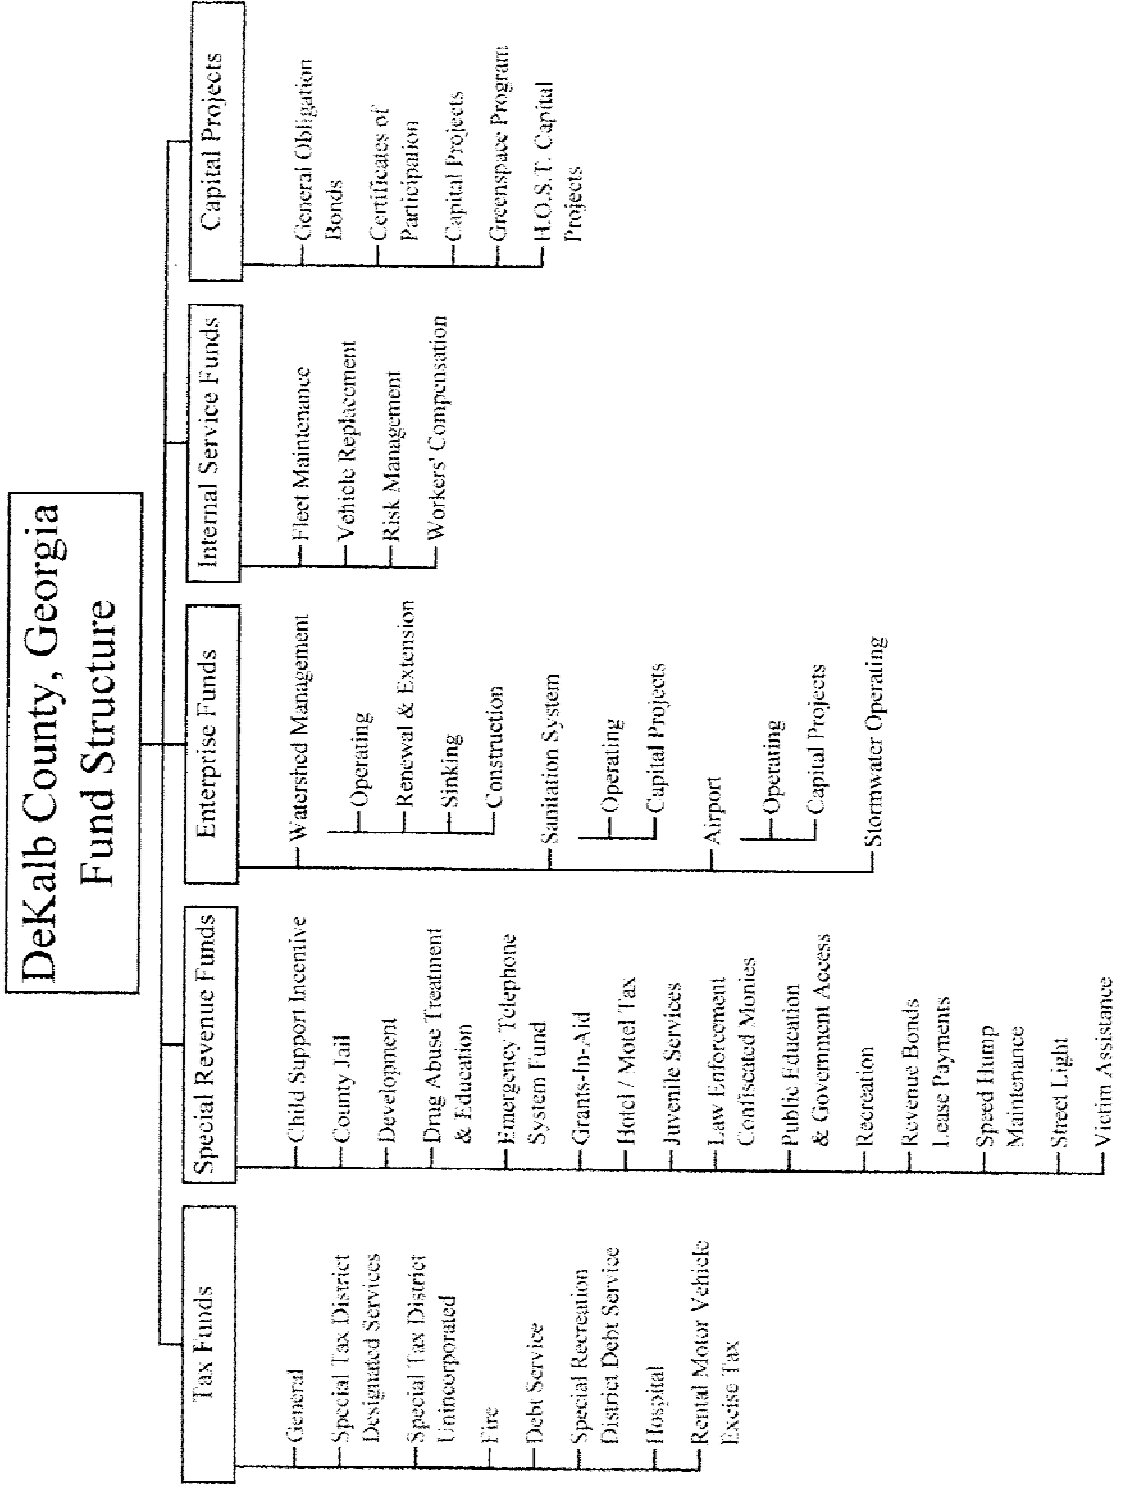 DeKalb County, Georgia
Fund Structure
Tax Funds
General
Special Tax District
Designated Services
Special Tax District
Unincorporated
Fire
Debt Service
Special Recreation
District Debt Service
Hospital
Rental Motor Vehicle
Excise Tax
Special Revenue Funds
Child Support Incentive
County Jail
Development
Drug Abuse Treatment
& Education
Emergency Telephone
System Fund
Grants-In-Aid
Hotel / Motel Tax
Juvenile Services
Law Enforcement
Confiscated Monies
Public Education
& Government Access
Recreation
Revenue Bonds
Lease Payments
Speed Hump
Maintenance
Street Light
Victim Assistance
Enterprise Funds
Watershed Management
Operating
Renewal & Extension
Sinking
Construction
Sanitation System
Operating
Capital Projects
Airport
Operating
Capital Projects
Stormwater Operating
Internal Service Funds
Fleet Maintenance
Vehicle Replacement
Risk Management
Workers' Compensation
Capital Projects
General Obligation
Bonds
Certificates of
Participation
Capital Projects
Greenspace Program
H.O.S.T. Capital
Projects